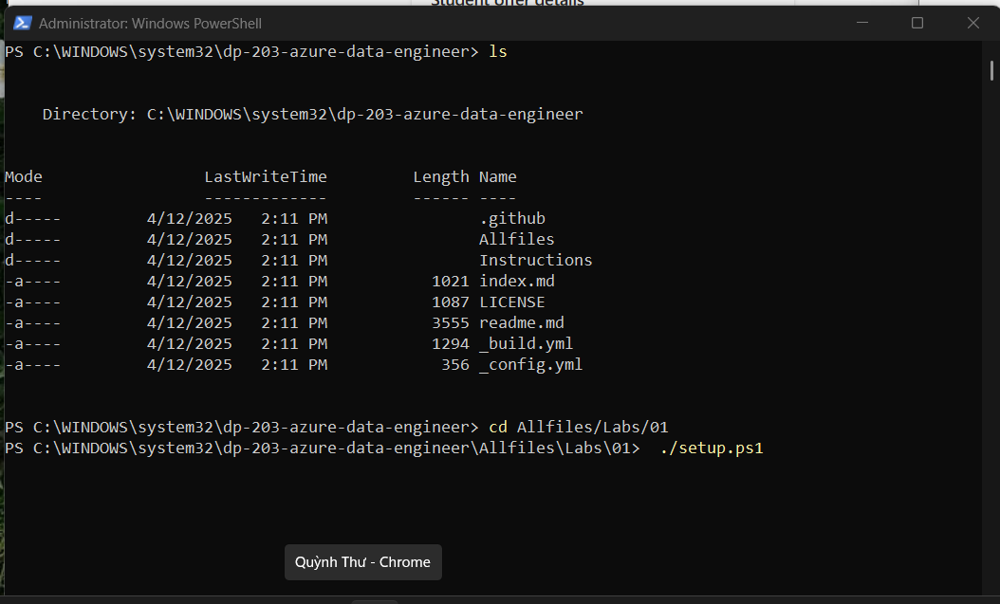 Student offer details
Administrator: Windows PowerShell
PS C:\WINDOWS\system32\dp-203-azure-data-engineer> ls
Directory: C:\WINDOWS\system32\dp-203-azure-data-engineer
Mode LastWriteTime Length Name
---- ------------- ------ ----
d----- 4/12/2025 2:11 PM .github
d----- 4/12/2025 2:11 PM Allfiles
d----- 4/12/2025 2:11 PM Instructions
-a---- 4/12/2025 2:11 PM 1021 index.md
-a---- 4/12/2025 2:11 PM 1087 LICENSE
-a---- 4/12/2025 2:11 PM 3555 readme.md
-a---- 4/12/2025 2:11 PM 1294 _build.yml
-a---- 4/12/2025 2:11 PM 356 _config.yml
PS C:\WINDOWS\system32\dp-203-azure-data-engineer> cd Allfiles/Labs/01
PS C:\WINDOWS\system32\dp-203-azure-data-engineer\Allfiles\Labs\01> ./setup.ps1
Quỳnh Thư - Chrome